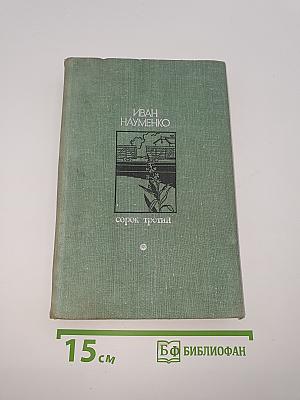 ИВАН
НАУМЕНКО
сорок третий
15 см
БФ БИБЛИОФАН